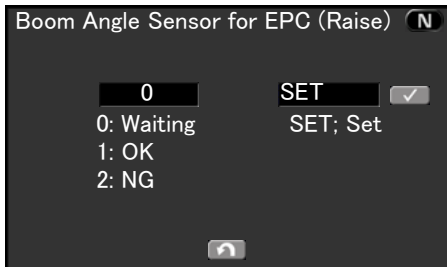 Boom Angle Sensor for EPC (Raise) N
0 SET
0: Waiting SET; Set
1: OK
2: NG